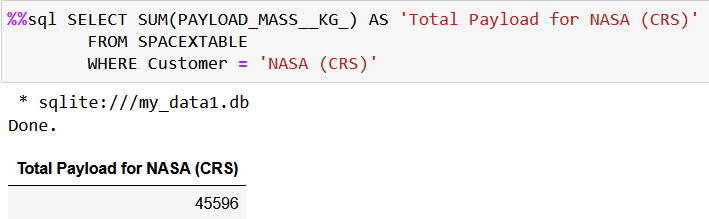 %%sql SELECT SUM(PAYLOAD_MASS__KG_) AS 'Total Payload for NASA (CRS)'
FROM SPACEXTABLE
WHERE Customer = 'NASA (CRS)'
* sqlite:///my_data1.db
Done.
Total Payload for NASA (CRS)
45596